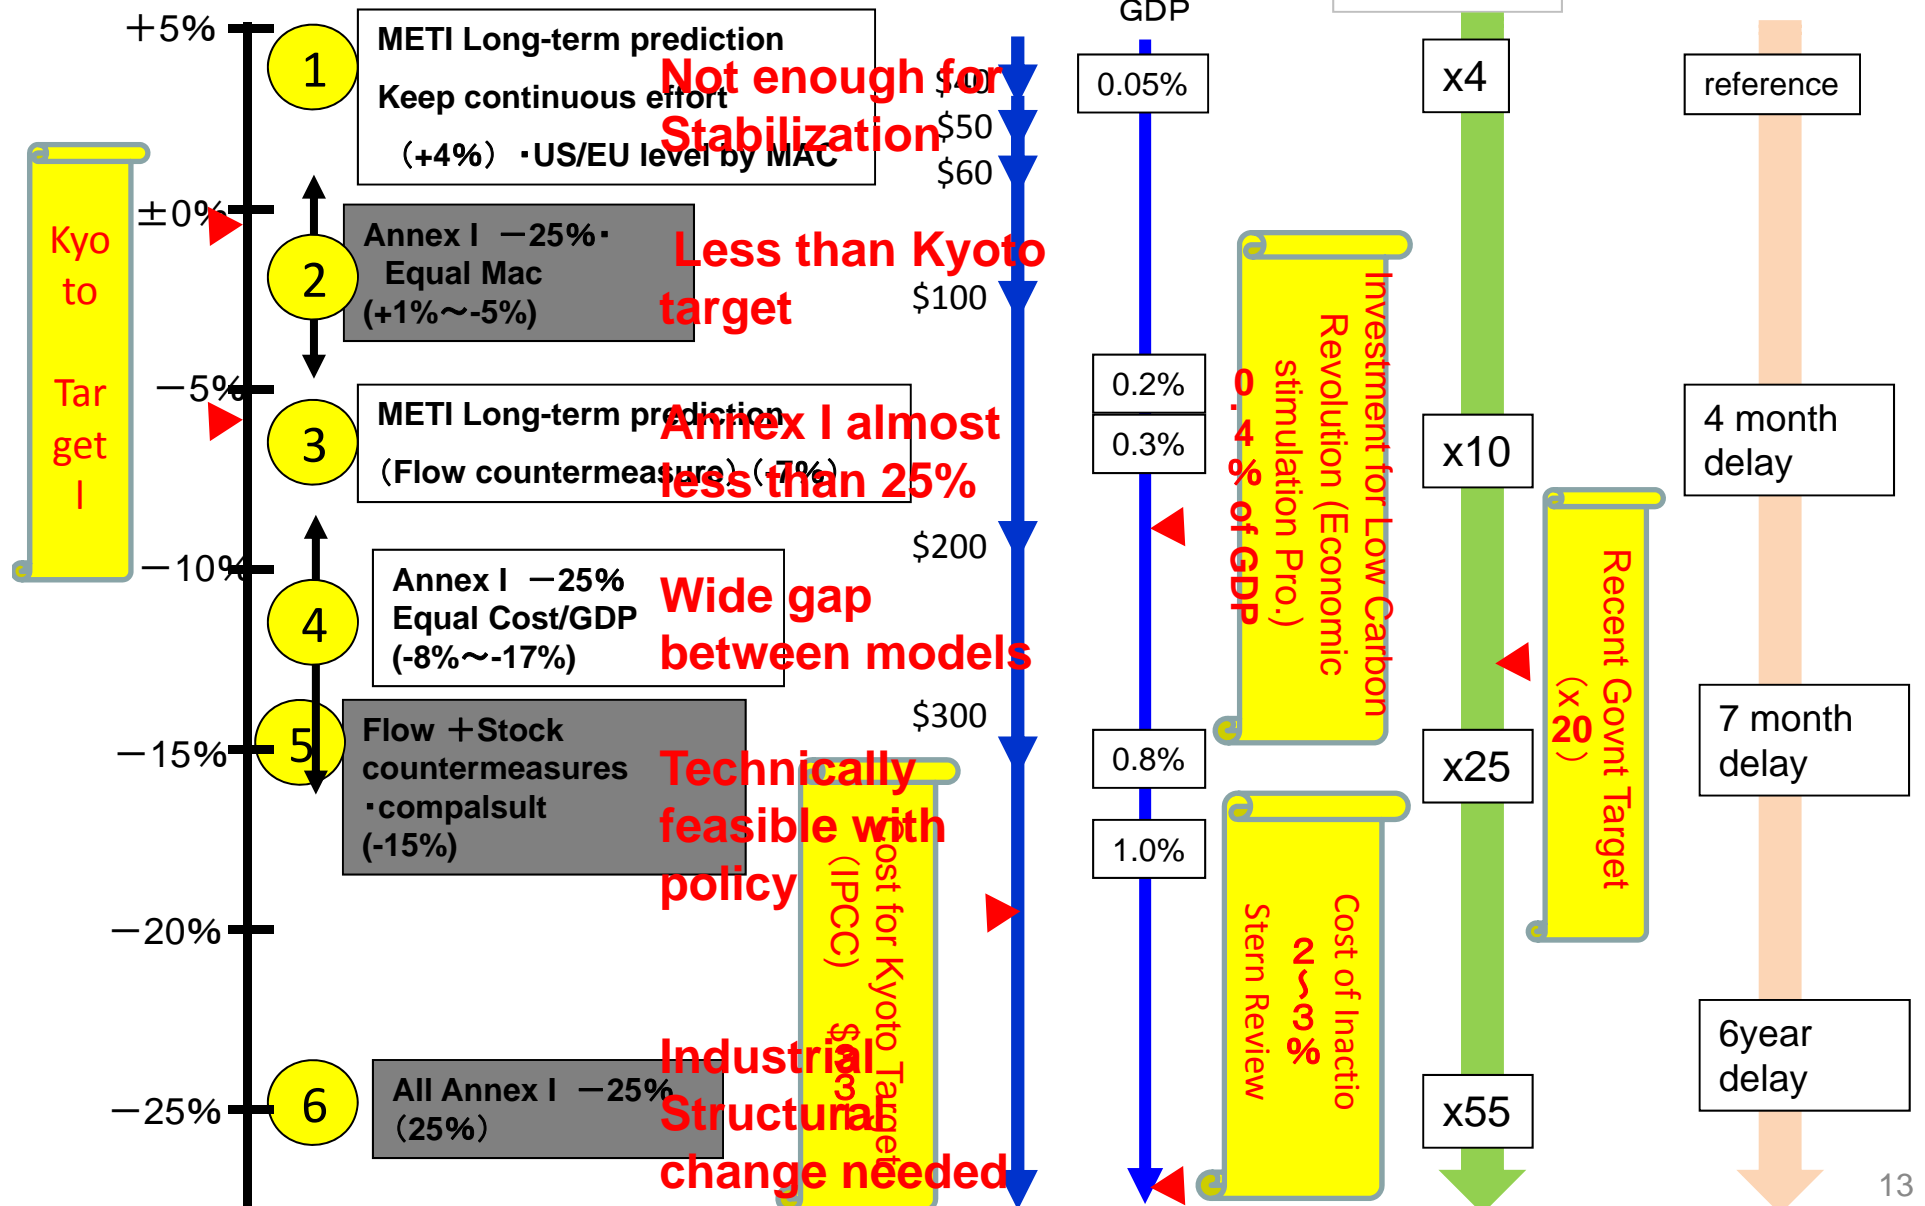 GDP
+5%
±0%
−5%
−10%
−15%
−20%
−25%
Kyo
to
Tar
get
I
1
METI Long-term prediction
Keep continuous effort
（+4%）･US/EU level by MAC
Not enough for
Stabilization
2
Annex I －25%･
Equal Mac
(+1%～-5%)
Less than Kyoto
target
3
METI Long-term prediction
（Flow countermeasure）（-7%）
Annex I almost
less than 25%
4
Annex I －25%
Equal Cost/GDP
(-8%～-17%)
Wide gap
between models
5
Flow ＋Stock
countermeasures
･compalsult
(-15%)
Technically
feasible with
policy
6
All Annex I －25%
（25%）
Industrial
Structural
change needed
$40
$50
$60
$100
$200
$300
Cost for Kyoto Target
（IPCC）
0.05%
0.2%
0.3%
0.8%
1.0%
Investment for Low Carbon
Revolution (Economic
stimulation Pro.)
0.4% of GDP
Cost of Inactio
2～3%
Stern Review
x4
x10
x25
x55
Recent Govnt Target
（x20）
reference
4 month
delay
7 month
delay
6year
delay
13